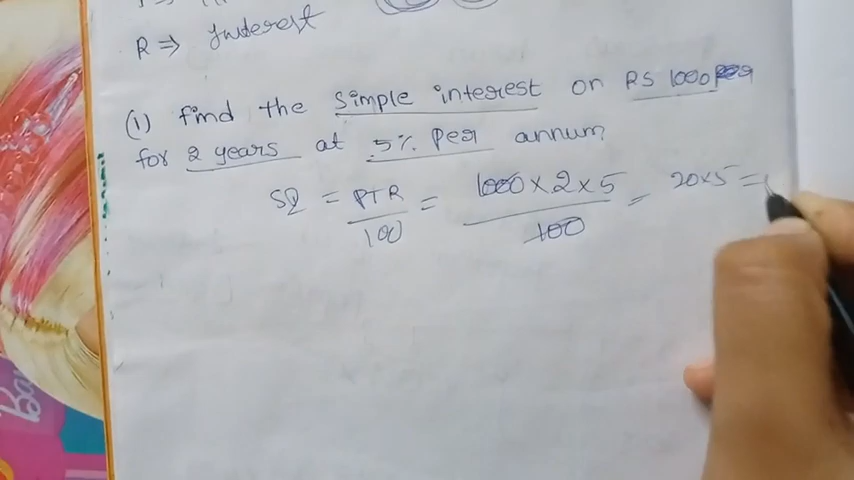 R ⇒ Interest
(1) find the simple interest on RS 1000
for 2 years at 5% Per annum
SI = PTR/100 = 1000×2×5/100 = 20×5 =
Ba